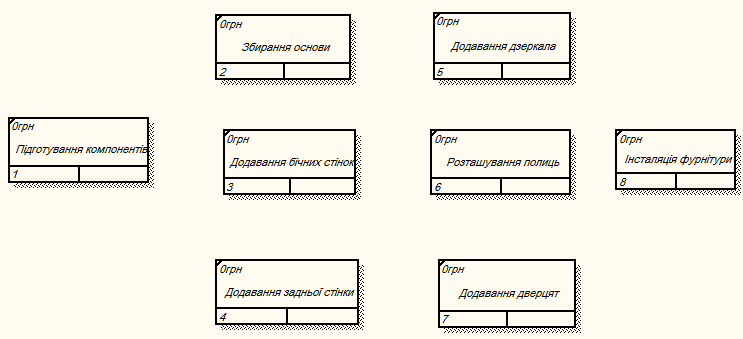 0грн
Підготування компонентів
1
0грн
Збирання основи
2
0грн
Додавання бічних стінок
3
0грн
Додавання задньої стінки
4
0грн
Додавання дзеркала
5
0грн
Розташування полиць
6
0грн
Додавання дверцят
7
0грн
Інсталяція фурнітури
8